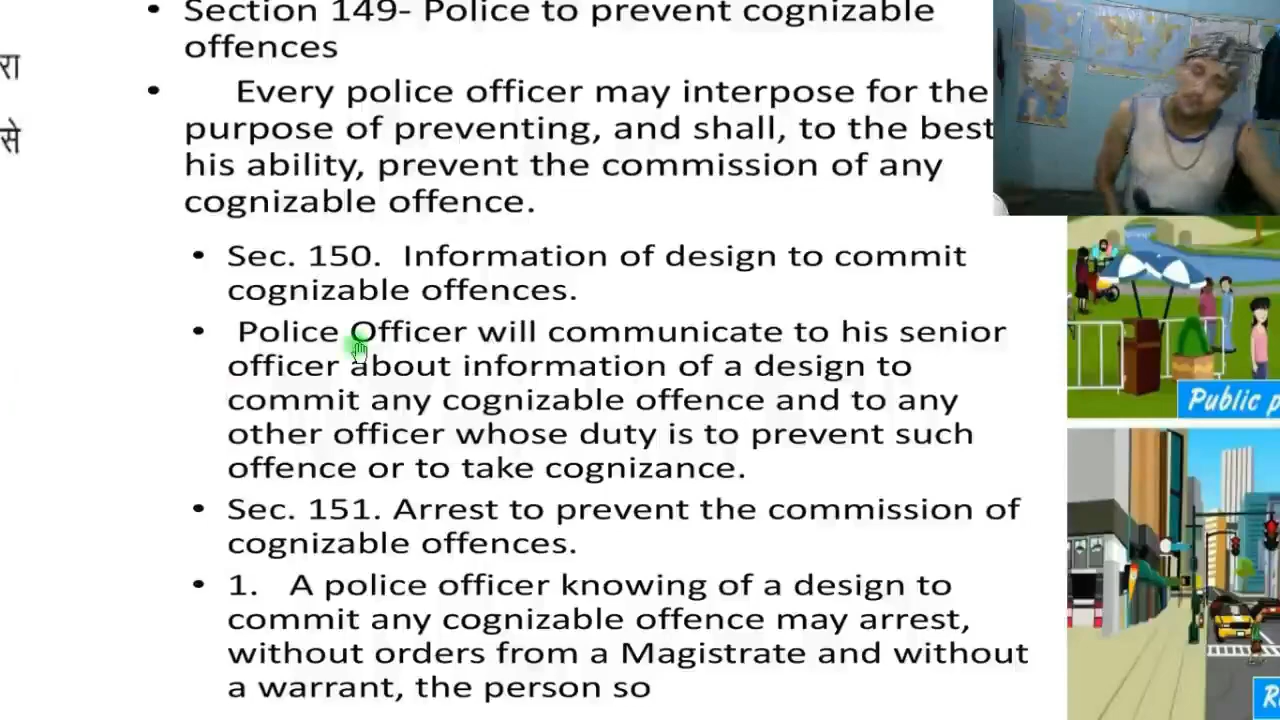 रा
से
• Section 149- Police to prevent cognizable
offences
• Every police officer may interpose for the
purpose of preventing, and shall, to the best
his ability, prevent the commission of any
cognizable offence.
• Sec. 150. Information of design to commit
cognizable offences.
• Police Officer will communicate to his senior
officer about information of a design to
commit any cognizable offence and to any
other officer whose duty is to prevent such
offence or to take cognizance.
• Sec. 151. Arrest to prevent the commission of
cognizable offences.
• 1. A police officer knowing of a design to
commit any cognizable offence may arrest,
without orders from a Magistrate and without
a warrant, the person so
Public p
R